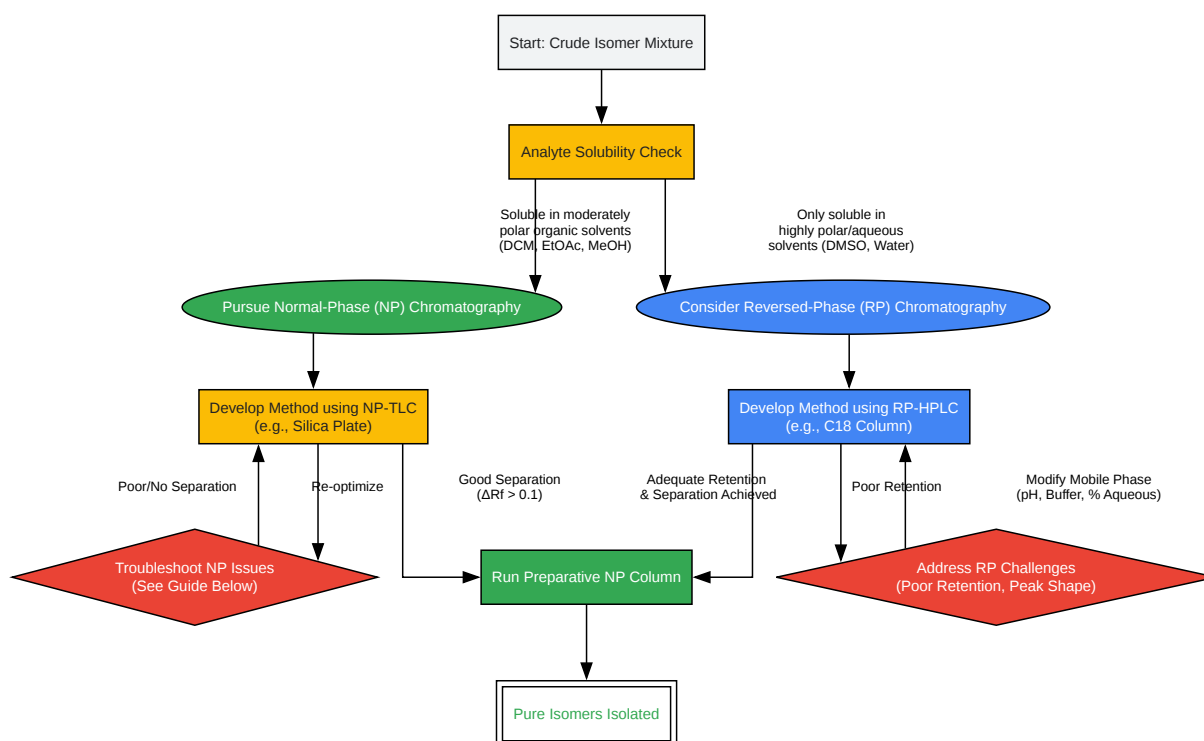 Start: Crude Isomer Mixture
Analyte Solubility Check
Soluble in moderately
polar organic solvents
(DCM, EtOAc, MeOH)
Only soluble in
highly polar/aqueous
solvents (DMSO, Water)
Pursue Normal-Phase (NP) Chromatography
Consider Reversed-Phase (RP) Chromatography
Develop Method using NP-TLC
(e.g., Silica Plate)
Develop Method using RP-HPLC
(e.g., C18 Column)
Poor/No Separation
Re-optimize
Good Separation
(ΔRf > 0.1)
Adequate Retention
& Separation Achieved
Poor Retention
Modify Mobile Phase
(pH, Buffer, % Aqueous)
Troubleshoot NP Issues
(See Guide Below)
Run Preparative NP Column
Address RP Challenges
(Poor Retention, Peak Shape)
Pure Isomers Isolated